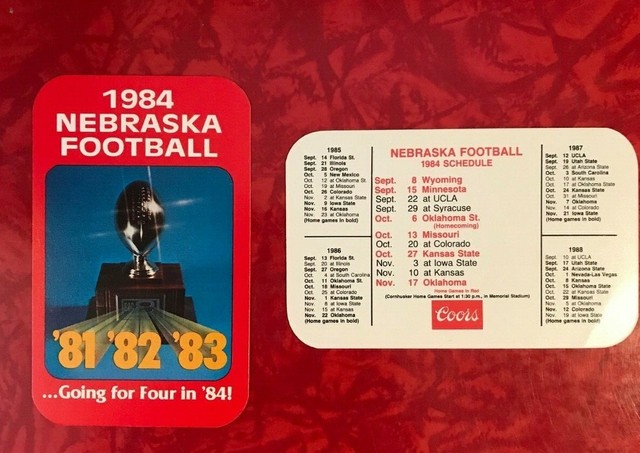 1984
NEBRASKA
FOOTBALL
'81 '82 '83
...Going for Four in '84!
1985
Sept. 14 Florida St.
Sept. 21 Illinois
Sept. 28 Oregon
Oct. 5 New Mexico
Oct. 12 at Oklahoma St.
Oct. 19 at Missouri
Oct. 26 Colorado
Nov. 2 at Kansas State
Nov. 9 Iowa State
Nov. 16 Kansas
Nov. 23 at Oklahoma
(Home games in bold)
1986
Sept. 13 Florida St.
Sept. 20 at Illinois
Sept. 27 Oregon
Oct. 4 at South Carolina
Oct. 11 Oklahoma St.
Oct. 18 Missouri
Oct. 25 at Colorado
Nov. 1 Kansas State
Nov. 8 at Iowa State
Nov. 15 at Kansas
Nov. 22 Oklahoma
(Home games in bold)
NEBRASKA FOOTBALL
1984 SCHEDULE
Sept. 8 Wyoming
Sept. 15 Minnesota
Sept. 22 at UCLA
Sept. 29 at Syracuse
Oct. 6 Oklahoma St.
(Homecoming)
Oct. 13 Missouri
Oct. 20 at Colorado
Oct. 27 Kansas State
Nov. 3 at Iowa State
Nov. 10 at Kansas
Nov. 17 Oklahoma
Home Games in Red
(Cornhusker Home Games Start at 1:30 p.m., in Memorial Stadium)
Coors
1987
Sept. 12 UCLA
Sept. 19 Utah State
Sept. 26 at Arizona State
Oct. 3 South Carolina
Oct. 10 at Kansas
Oct. 17 at Oklahoma State
Oct. 24 Kansas State
Oct. 31 at Missouri
Nov. 7 Oklahoma
Nov. 14 at Colorado
Nov. 21 Iowa State
(Home games in bold)
1988
Sept. 10 at UCLA
Sept. 17 Utah State
Sept. 24 Arizona State
Oct. 1 Nevada-Las Vegas
Oct. 8 Kansas
Oct. 15 Oklahoma State
Oct. 22 at Kansas State
Oct. 29 Missouri
Nov. 5 at Oklahoma
Nov. 12 Colorado
Nov. 19 at Iowa State
(Home games in bold)